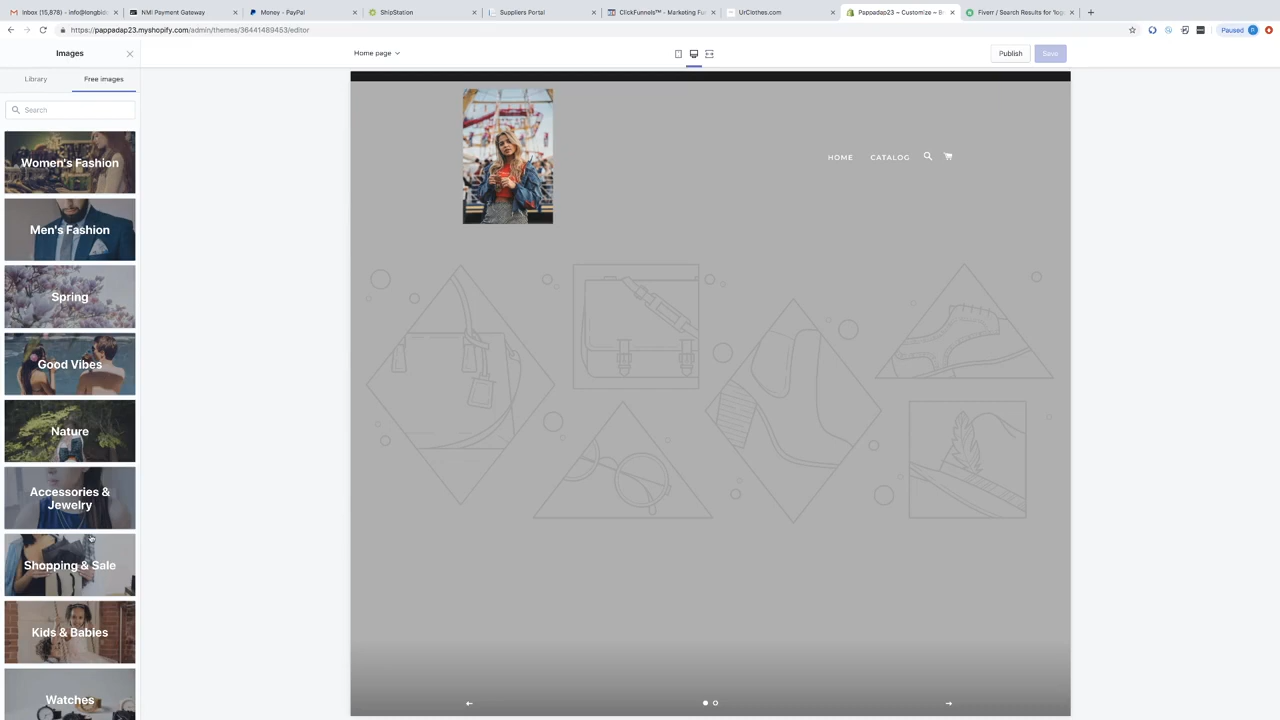 Inbox (15,878) - info@longbid
NMI Payment Gateway
Money - PayPal
ShipStation
Suppliers Portal
ClickFunnels™ - Marketing Fu
UrClothes.com
Pappadap23 ~ Customize ~
Fiverr / Search Results for 'log
https://pappadap23.myshopify.com/admin/themes/36441489453/editor
Paused
Images
Home page
Publish
Save
Library
Free images
Search
Women's Fashion
Men's Fashion
Spring
Good Vibes
Nature
Accessories &
Jewelry
Shopping & Sale
Kids & Babies
Watches
HOME
CATALOG